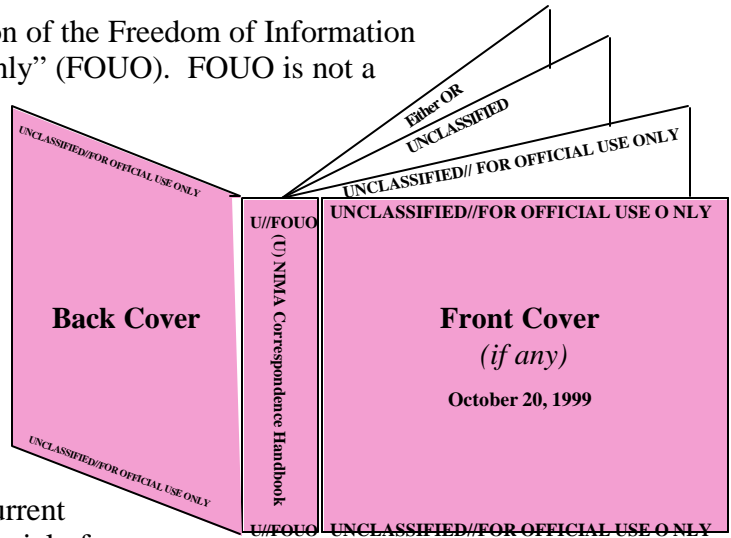 on of the Freedom of Information
nly” (FOUO). FOUO is not a
Either OR
UNCLASSIFIED
UNCLASSIFIED// FOR OFFICIAL USE ONLY
UNCLASSIFIED//FOR OFFICIAL USE ONLY
Back Cover
UNCLASSIFIED//FOR OFFICIAL USE ONLY
U//FOUO
(U) NIMA Correspondence Handbook
U//FOUO
UNCLASSIFIED//FOR OFFICIAL USE O NLY
Front Cover
(if any)
October 20, 1999
UNCLASSIFIED//FOR OFFICIAL USE O NLY
urrent